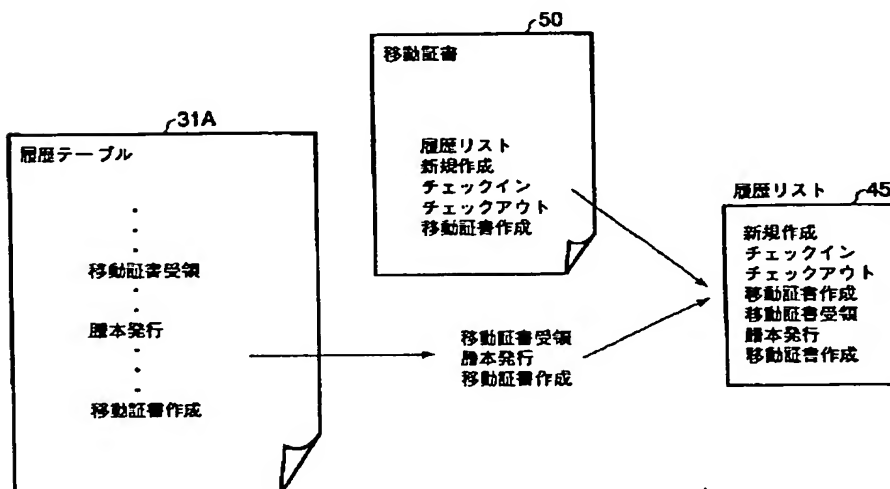 50
移動証書
履歴リスト
新規作成
チェックイン
チェックアウト
移動証書作成
31A
履歴テーブル
移動証書受領
謄本発行
移動証書作成
移動証書受領
謄本発行
移動証書作成
履歴リスト
45
新規作成
チェックイン
チェックアウト
移動証書作成
移動証書受領
謄本発行
移動証書作成